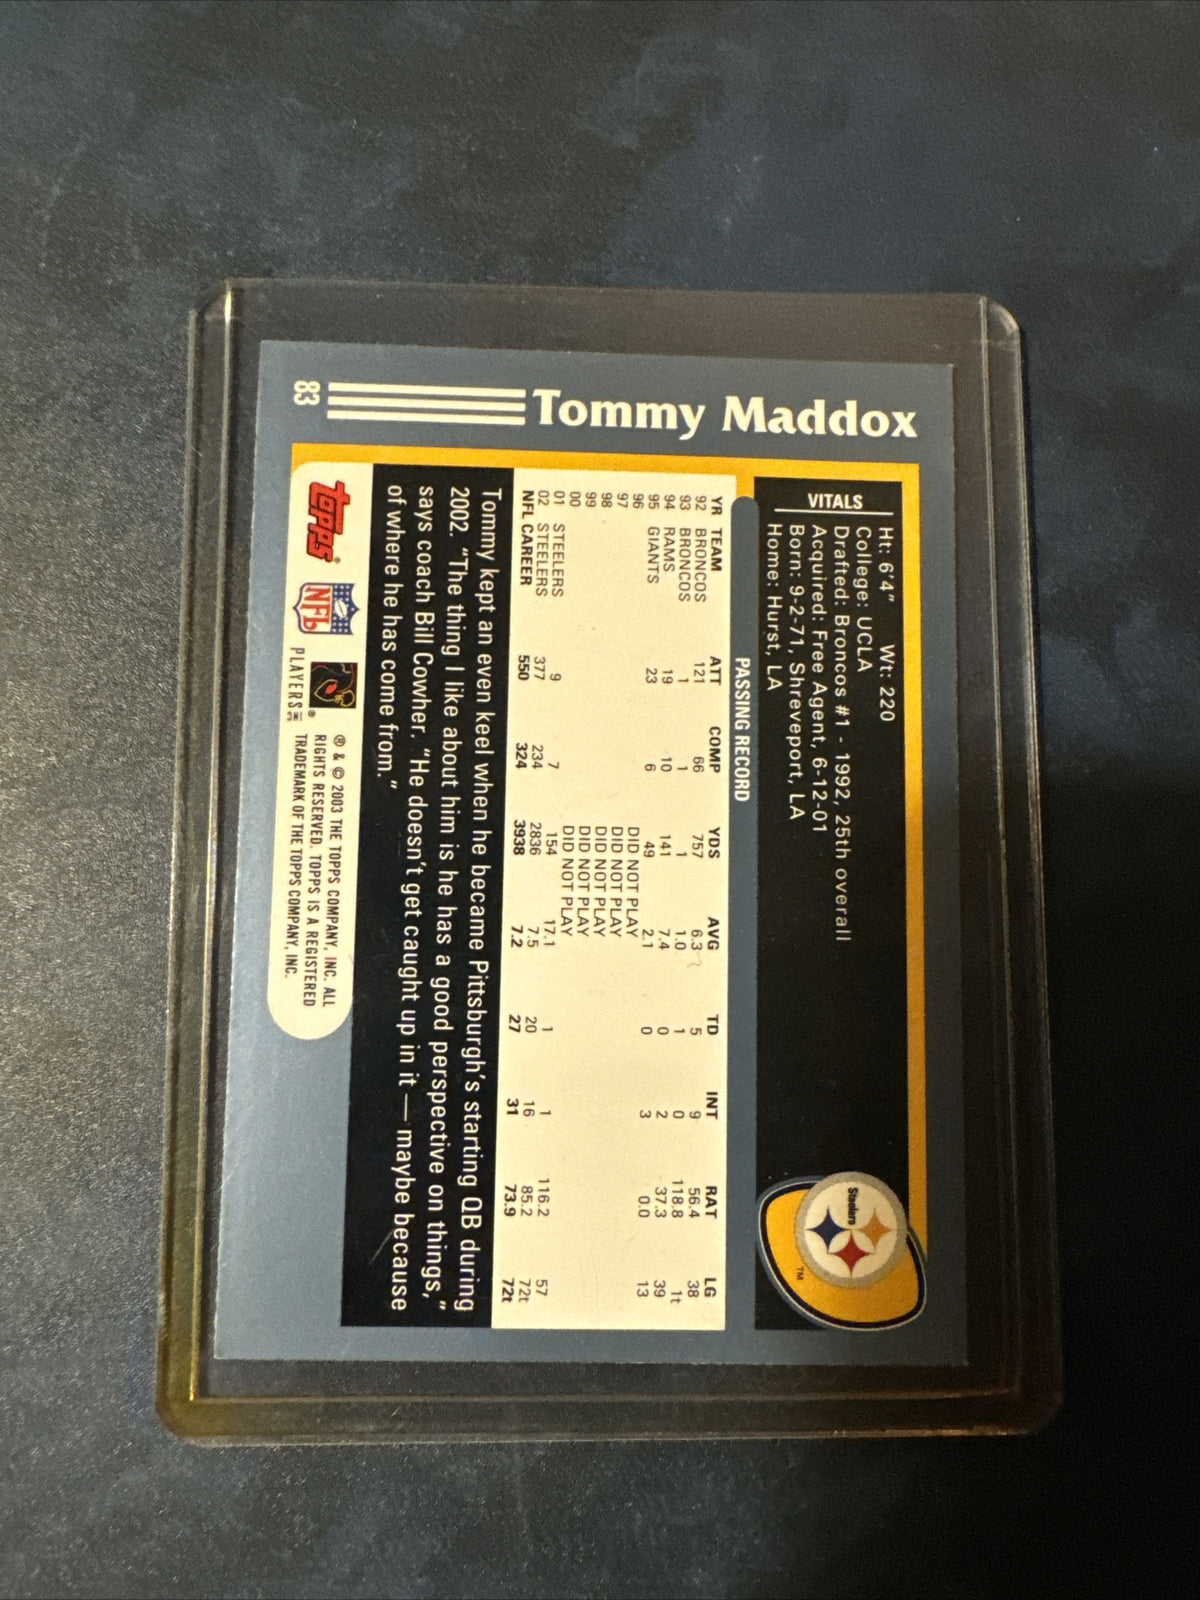 83
Tommy Maddox
VITALS
Ht: 6'4" Wt: 220
College: UCLA
Drafted: Broncos #1 - 1992, 25th overall
Acquired: Free Agent, 6-12-01
Born: 9-2-71, Shreveport, LA
Home: Hurst, LA
Steelers
TM
PASSING RECORD
YR TEAM ATT COMP YDS AVG TD INT RAT LG
92 BRONCOS 121 66 757 6.3 5 9 56.4 38
93 BRONCOS 1 1 1 1.0 1 0 118.8 1t
94 RAMS 19 10 141 7.4 0 2 37.3 39
95 GIANTS 23 6 49 2.1 0 3 0.0 13
96 DID NOT PLAY
97 DID NOT PLAY
98 DID NOT PLAY
99 DID NOT PLAY
00 DID NOT PLAY
01 STEELERS 9 7 154 17.1 1 1 116.2 57
02 STEELERS 377 234 2836 7.5 20 16 85.2 72t
NFL CAREER 550 324 3938 7.2 27 31 73.9 72t
Tommy kept an even keel when he became Pittsburgh's starting QB during
2002. "The thing I like about him is he has a good perspective on things,"
says coach Bill Cowher. "He doesn't get caught up in it — maybe because
of where he has come from."
Topps®
NFL
PLAYERS INC
®
® & © 2003 THE TOPPS COMPANY, INC. ALL
RIGHTS RESERVED. TOPPS IS A REGISTERED
TRADEMARK OF THE TOPPS COMPANY, INC.